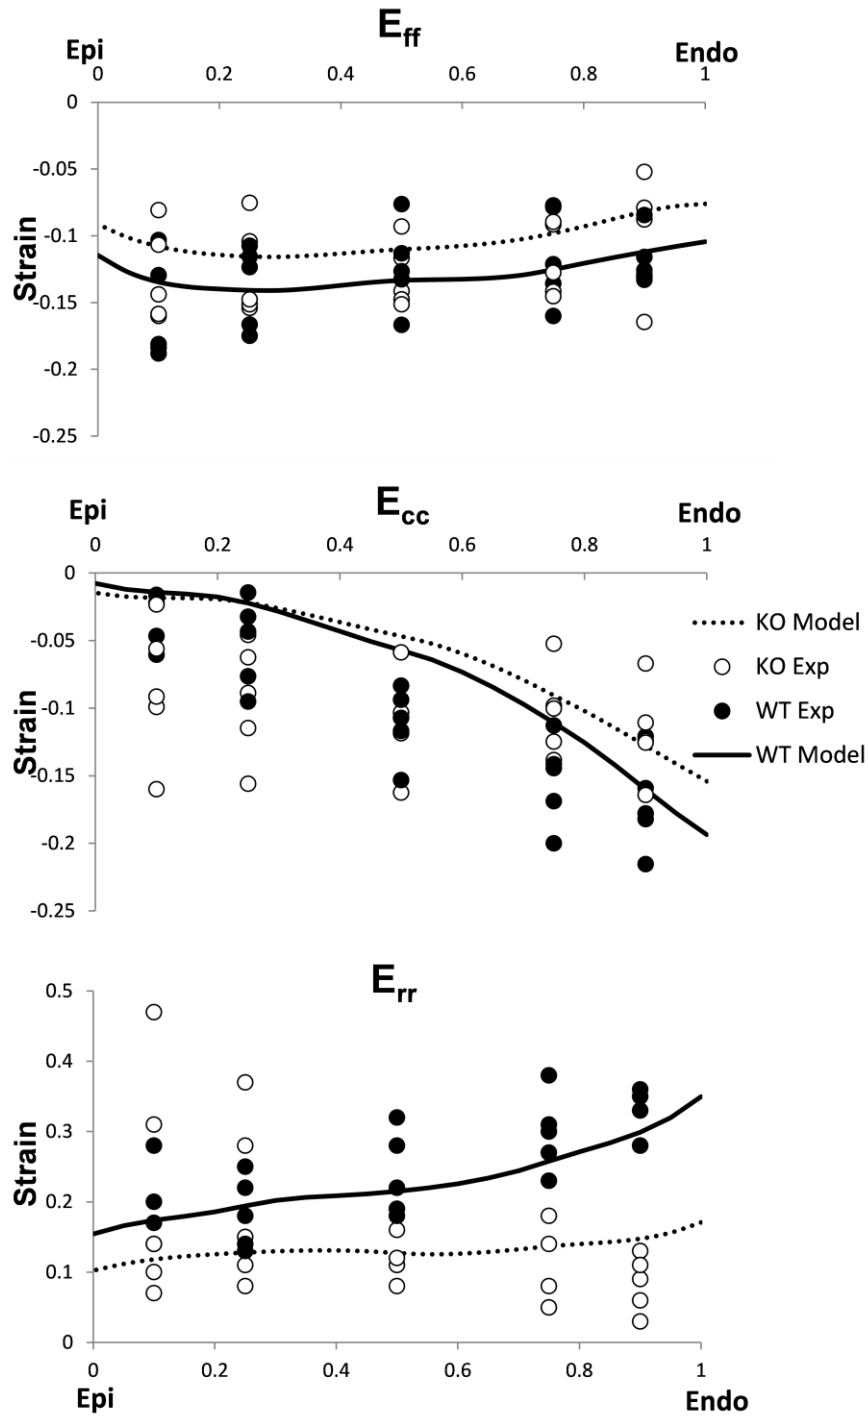 E_ff
Epi Endo
0 0.2 0.4 0.6 0.8 1
0
-0.05
-0.1
-0.15
-0.2
-0.25
Strain
E_cc
Epi Endo
0 0.2 0.4 0.6 0.8 1
0
-0.05
-0.1
-0.15
-0.2
-0.25
Strain
KO Model
KO Exp
WT Exp
WT Model
E_rr
0.5
0.4
0.3
0.2
0.1
0
Strain
0 0.2 0.4 0.6 0.8 1
Epi Endo